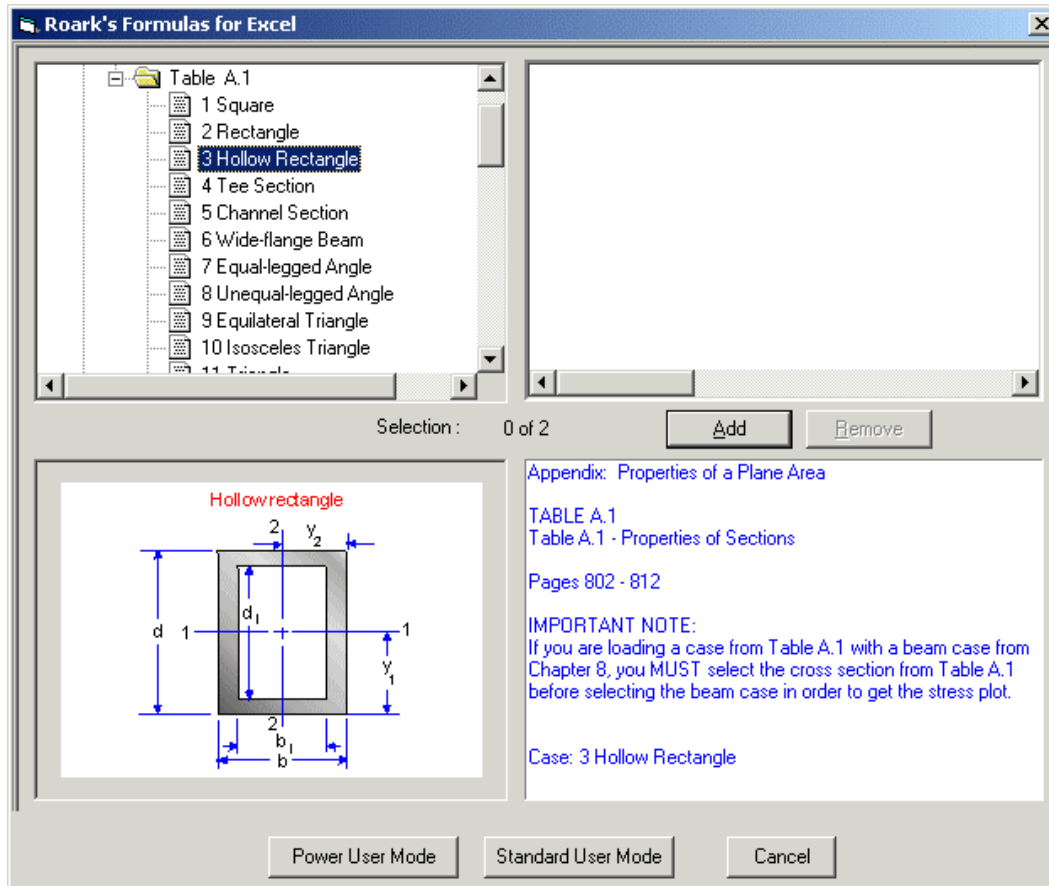 Roark's Formulas for Excel
Table A.1
1 Square
2 Rectangle
3 Hollow Rectangle
4 Tee Section
5 Channel Section
6 Wide-flange Beam
7 Equal-legged Angle
8 Unequal-legged Angle
9 Equilateral Triangle
10 Isosceles Triangle
11 Triangle
Selection : 0 of 2
Add
Remove
Hollow rectangle
2 y2
d 1 d1 1
y1
2
b1
b
Appendix: Properties of a Plane Area
TABLE A.1
Table A.1 - Properties of Sections
Pages 802 - 812
IMPORTANT NOTE:
If you are loading a case from Table A.1 with a beam case from
Chapter 8, you MUST select the cross section from Table A.1
before selecting the beam case in order to get the stress plot.
Case: 3 Hollow Rectangle
Power User Mode
Standard User Mode
Cancel